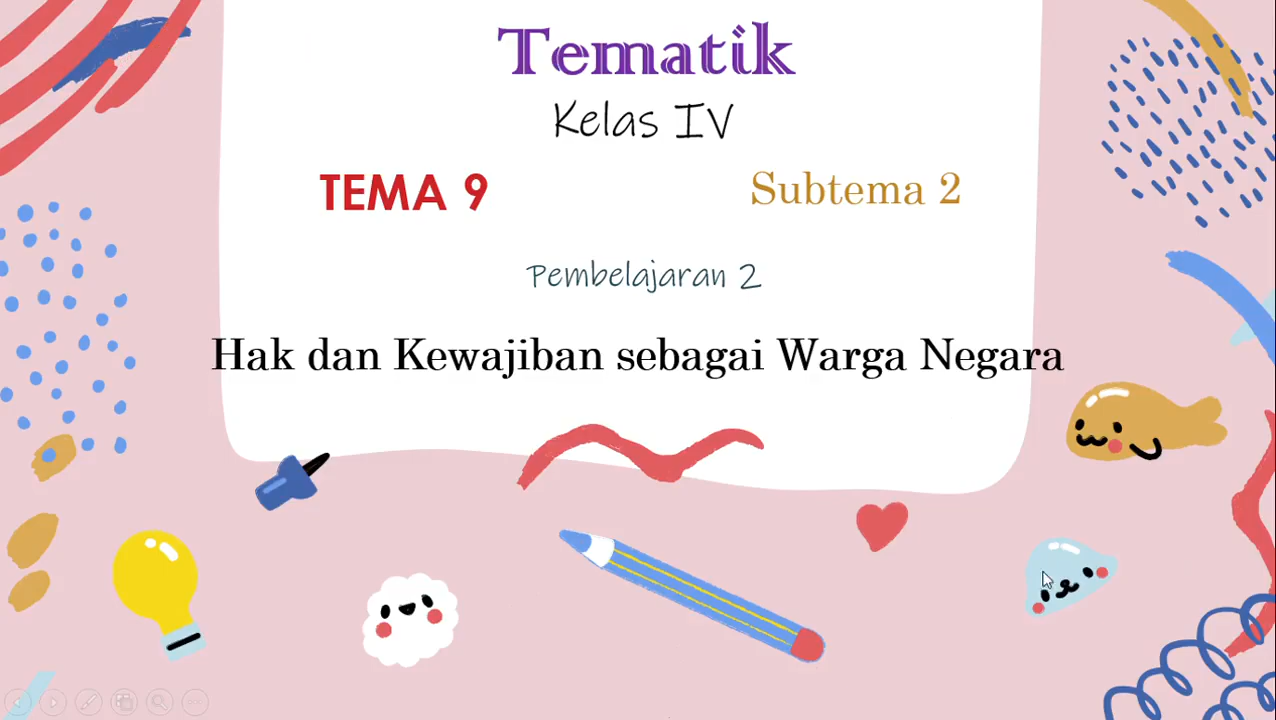 Tematik
Kelas IV
TEMA 9
Subtema 2
Pembelajaran 2
Hak dan Kewajiban sebagai Warga Negara